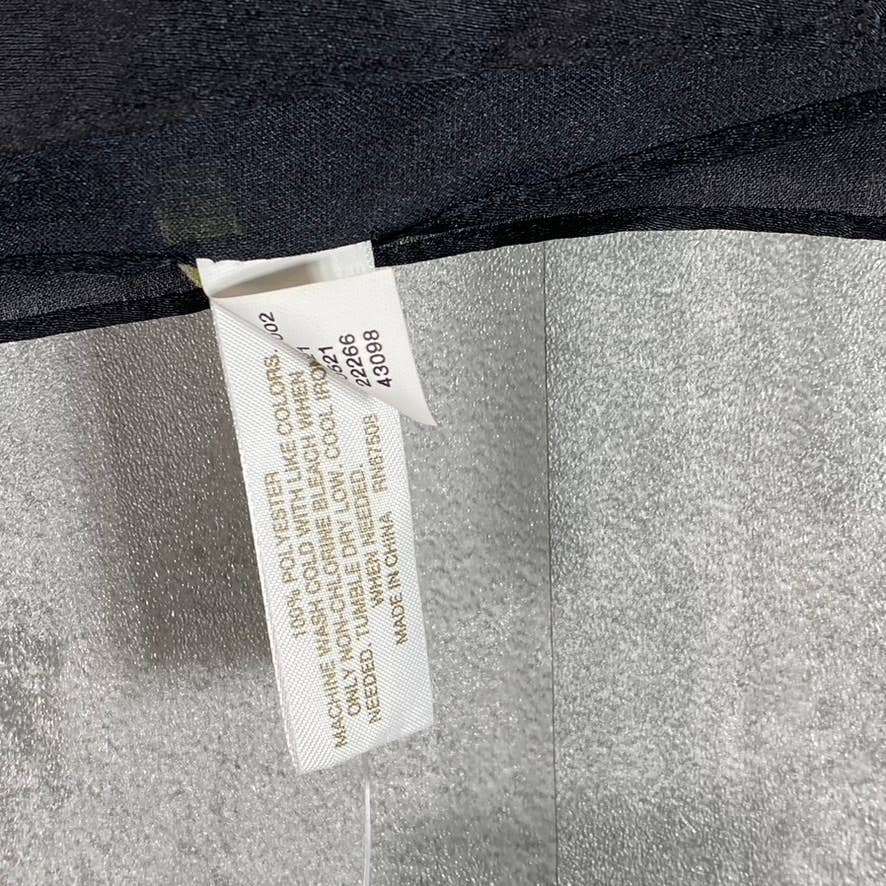 100% POLYESTER
MACHINE WASH COLD WITH LIKE COLORS.
ONLY NON-CHLORINE BLEACH WHEN
NEEDED. TUMBLE DRY LOW. COOL IRON
WHEN NEEDED.
RN67508
MADE IN CHINA
002
22266
43098